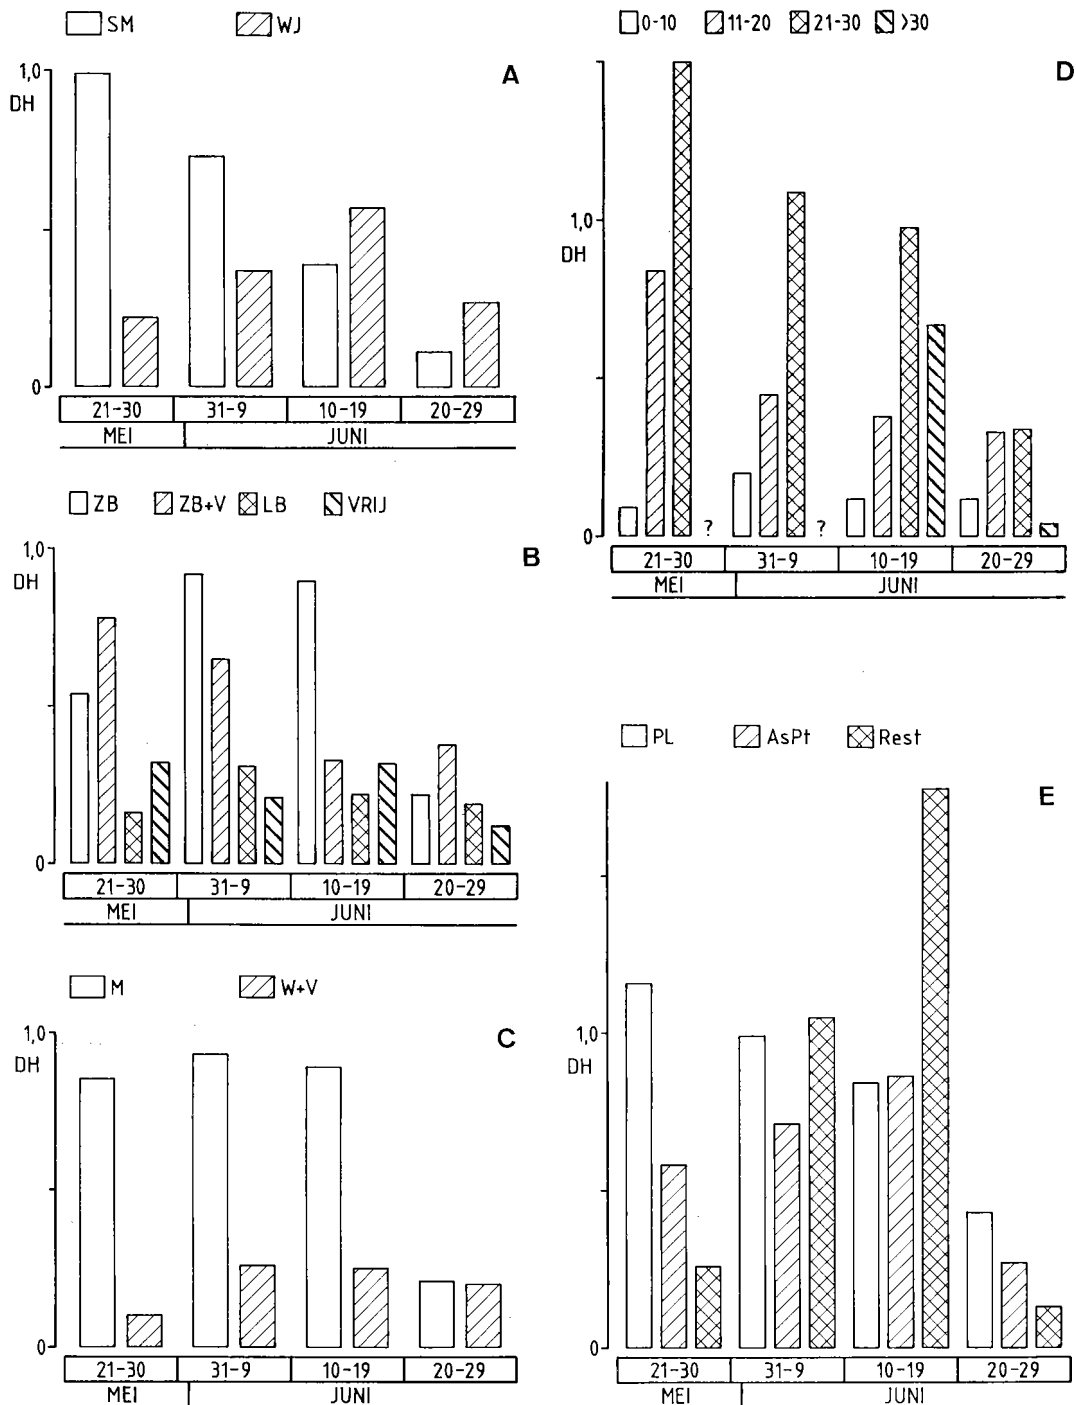 SM WJ
A
1,0
DH
0
21-30 31-9 10-19 20-29
MEI JUNI
ZB ZB+V LB VRIJ
B
1,0
DH
0
21-30 31-9 10-19 20-29
MEI JUNI
M W+V
C
1,0
DH
0
21-30 31-9 10-19 20-29
MEI JUNI
0-10 11-20 21-30 >30
D
1,0
DH
? ?
0
21-30 31-9 10-19 20-29
MEI JUNI
PL AsPt Rest
E
1,0
DH
0
21-30 31-9 10-19 20-29
MEI JUNI